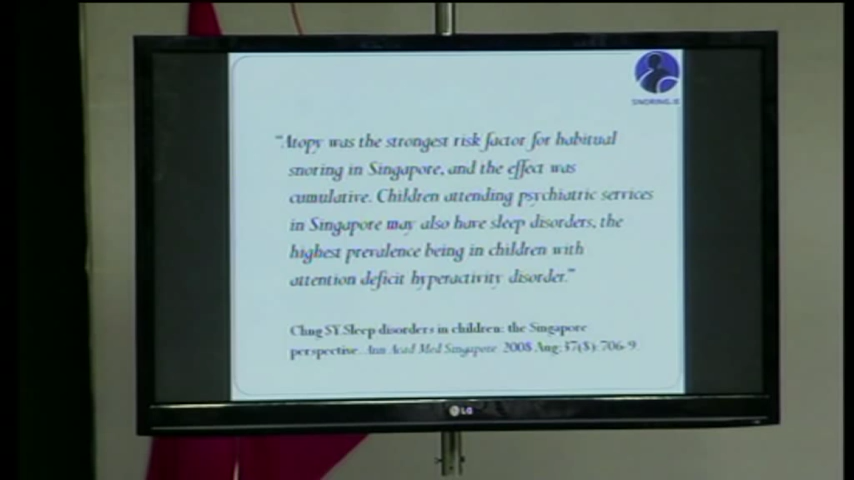 SNORING.IE
"Atopy was the strongest risk factor for habitual
snoring in Singapore, and the effect was
cumulative. Children attending psychiatric services
in Singapore may also have sleep disorders, the
highest prevalence being in children with
attention deficit hyperactivity disorder."
Chng SY. Sleep disorders in children: the Singapore
perspective. Ann Acad Med Singapore. 2008 Aug;37(8):706-9.
LG